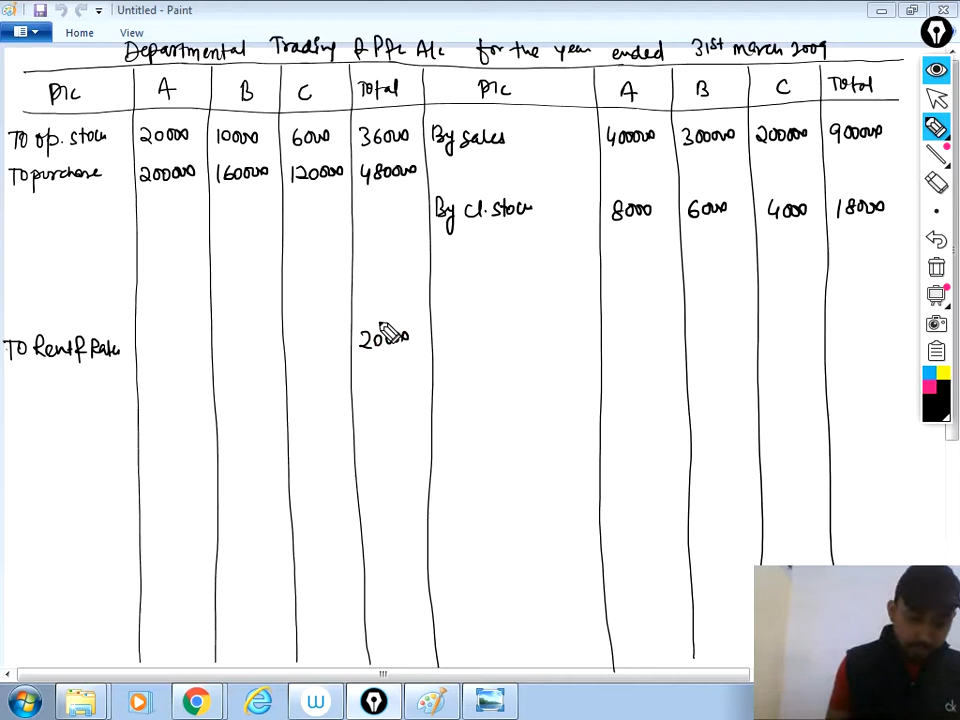 Untitled - Paint
Home View
Departmental Trading & P&L A/c for the year ended 31st march 2009
P/c A B C Total P/c A B C Total
To op. stock 20000 10000 6000 36000 By sales 400000 300000 200000 900000
To purchase 200000 160000 120000 480000
By cl. stock 8000 6000 4000 18000
To Rent & Rates 20000